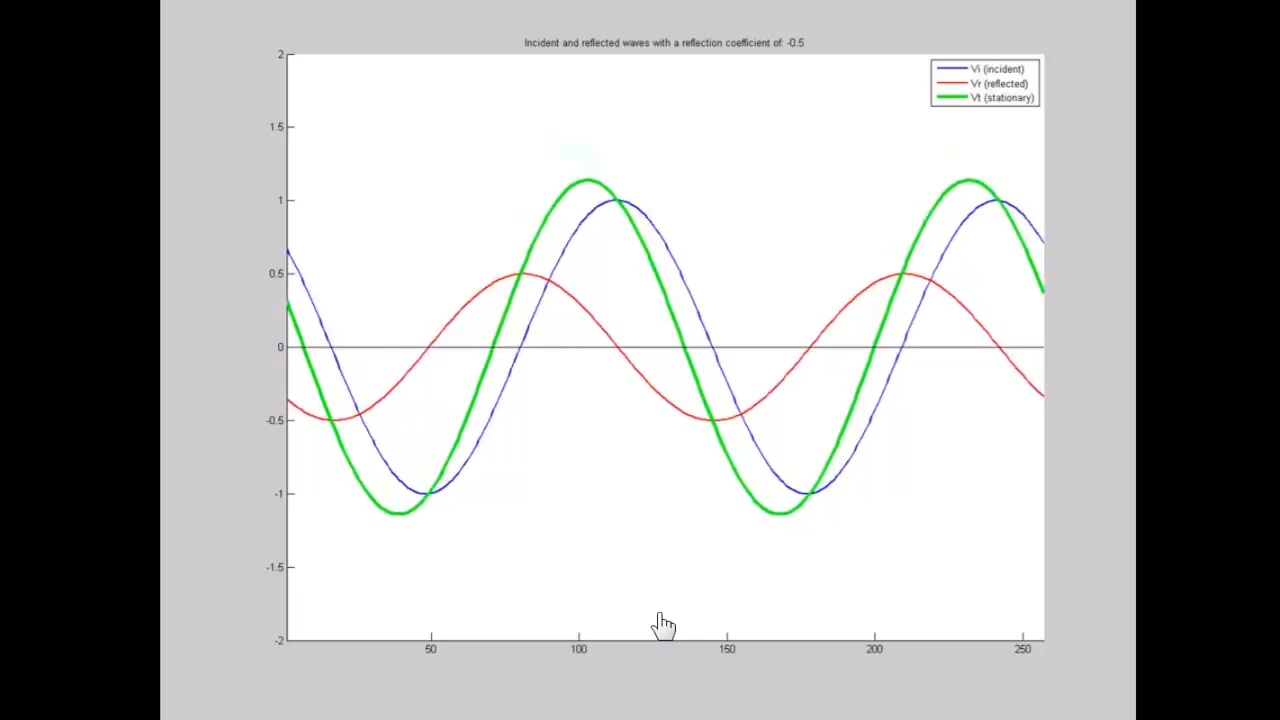 Incident and reflected waves with a reflection coefficient of: -0.5
Vi (incident)
Vr (reflected)
Vt (stationary)
2
1.5
1
0.5
0
-0.5
-1
-1.5
-2
50 100 150 200 250